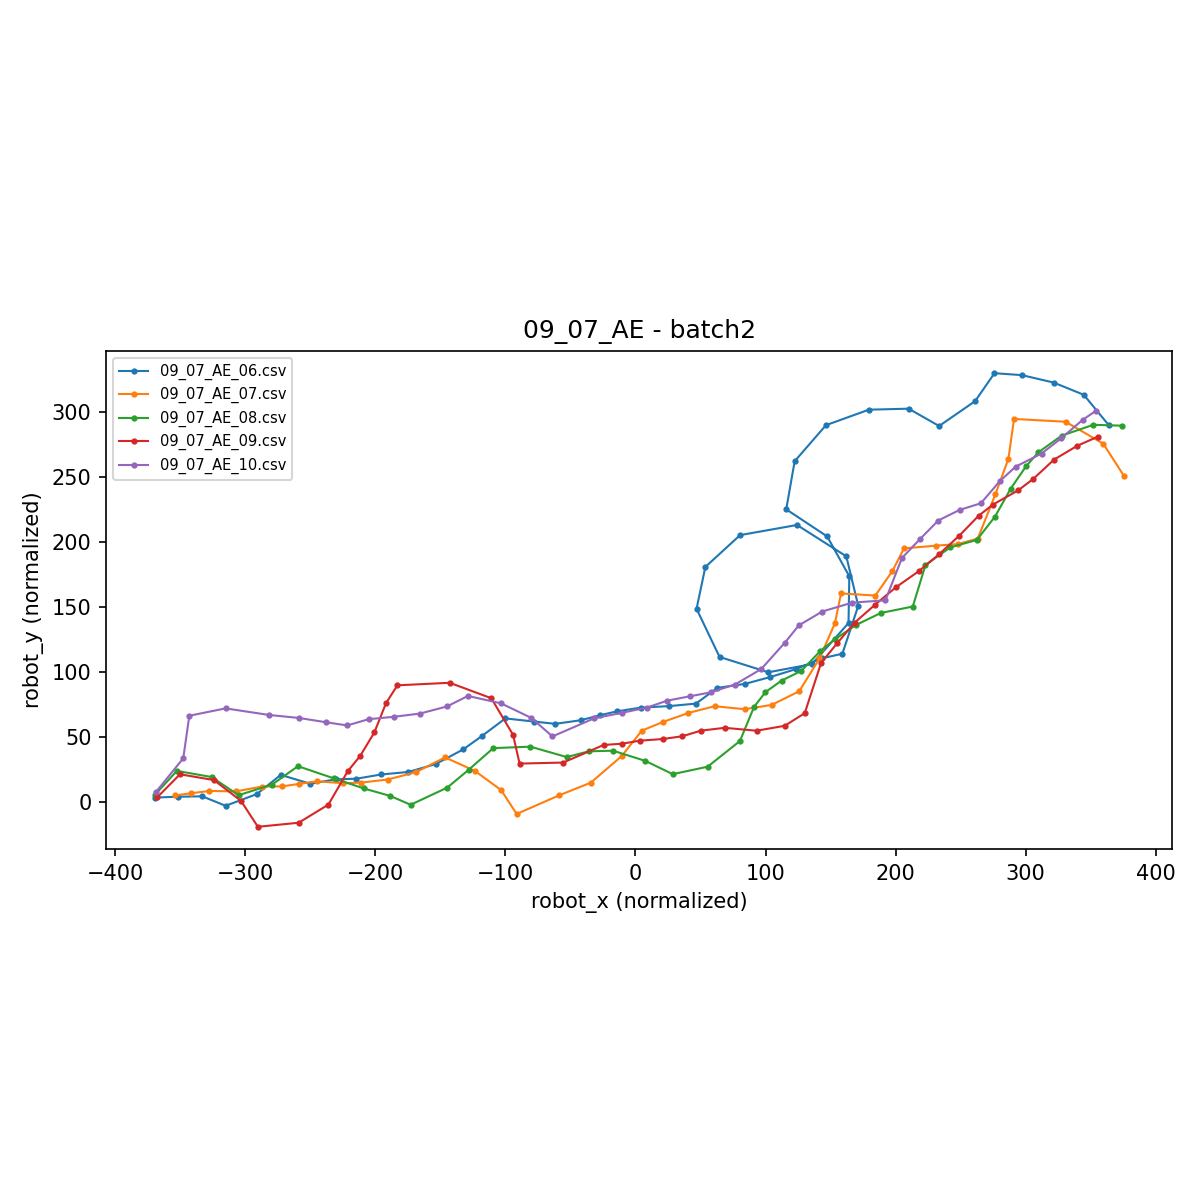 09_07_AE - batch2
09_07_AE_06.csv
09_07_AE_07.csv
09_07_AE_08.csv
09_07_AE_09.csv
09_07_AE_10.csv
300
250
200
150
100
50
0
robot_y (normalized)
−400 −300 −200 −100 0 100 200 300 400
robot_x (normalized)